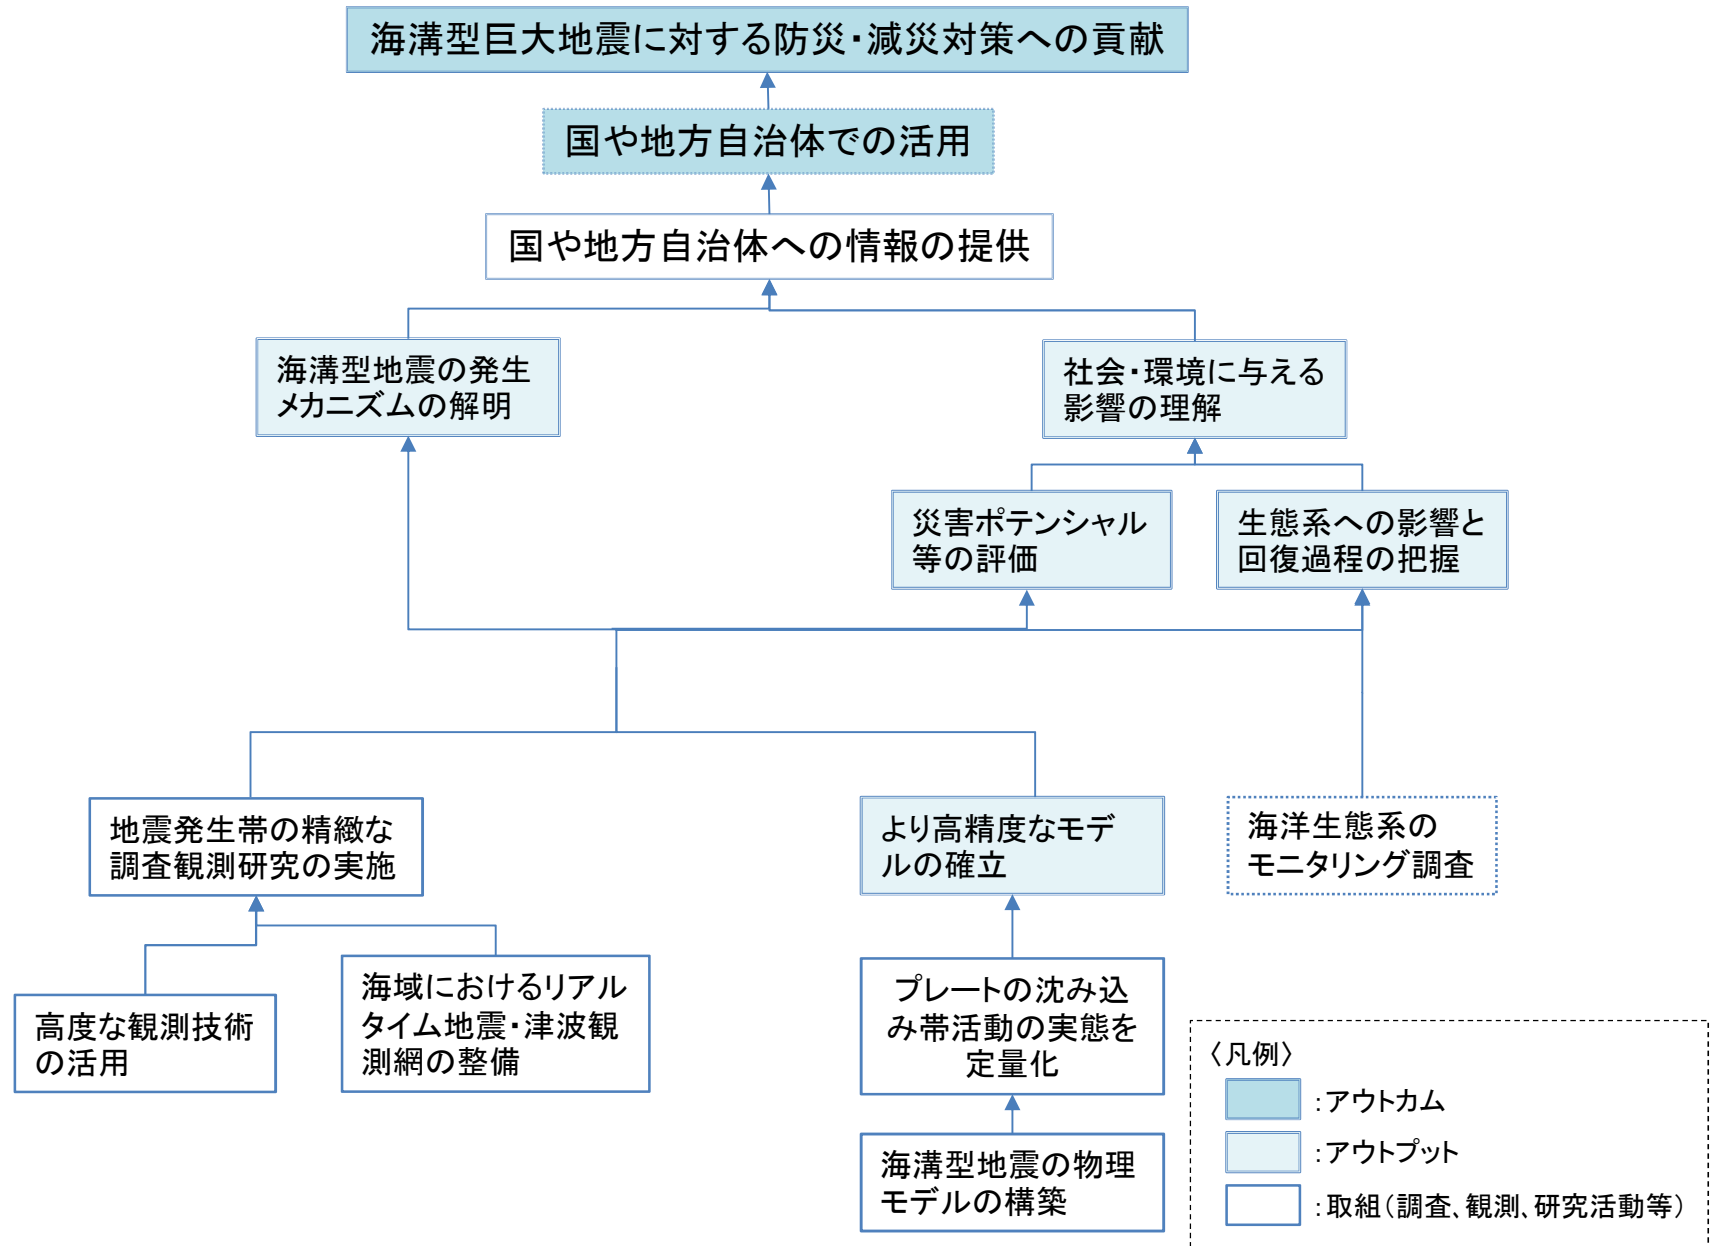 海溝型巨大地震に対する防災・減災対策への貢献
国や地方自治体での活用
国や地方自治体への情報の提供
海溝型地震の発生
メカニズムの解明
社会・環境に与える
影響の理解
災害ポテンシャル
等の評価
生態系への影響と
回復過程の把握
地震発生帯の精緻な
調査観測研究の実施
より高精度なモデ
ルの確立
海洋生態系の
モニタリング調査
高度な観測技術
の活用
海域におけるリアル
タイム地震・津波観
測網の整備
プレートの沈み込
み帯活動の実態を
定量化
海溝型地震の物理
モデルの構築
〈凡例〉
:アウトカム
:アウトプット
:取組(調査、観測、研究活動等)